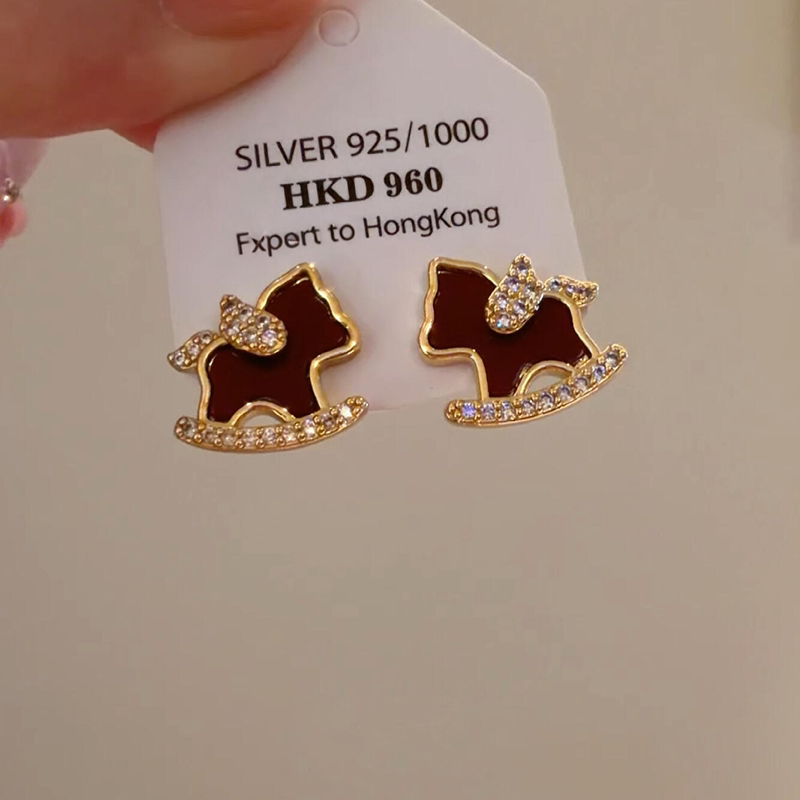 SILVER 925/1000
HKD 960
Fxpert to HongKong